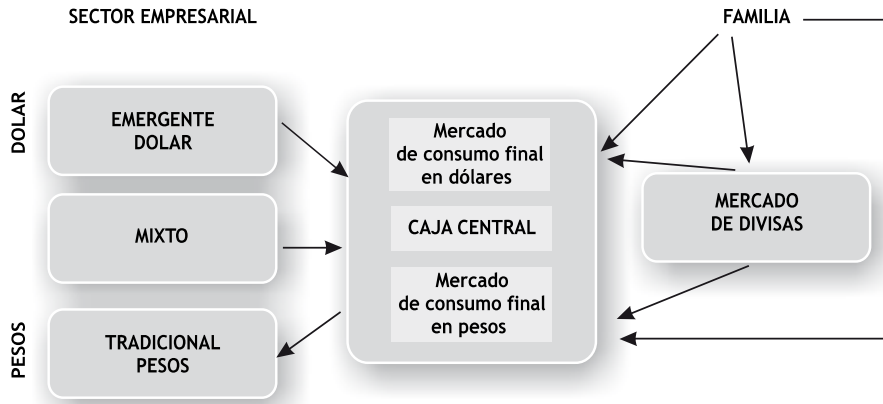 SECTOR EMPRESARIAL
FAMILIA
DOLAR
EMERGENTE
DOLAR
MIXTO
PESOS
TRADICIONAL
PESOS
Mercado
de consumo final
en dólares
CAJA CENTRAL
Mercado
de consumo final
en pesos
MERCADO
DE DIVISAS